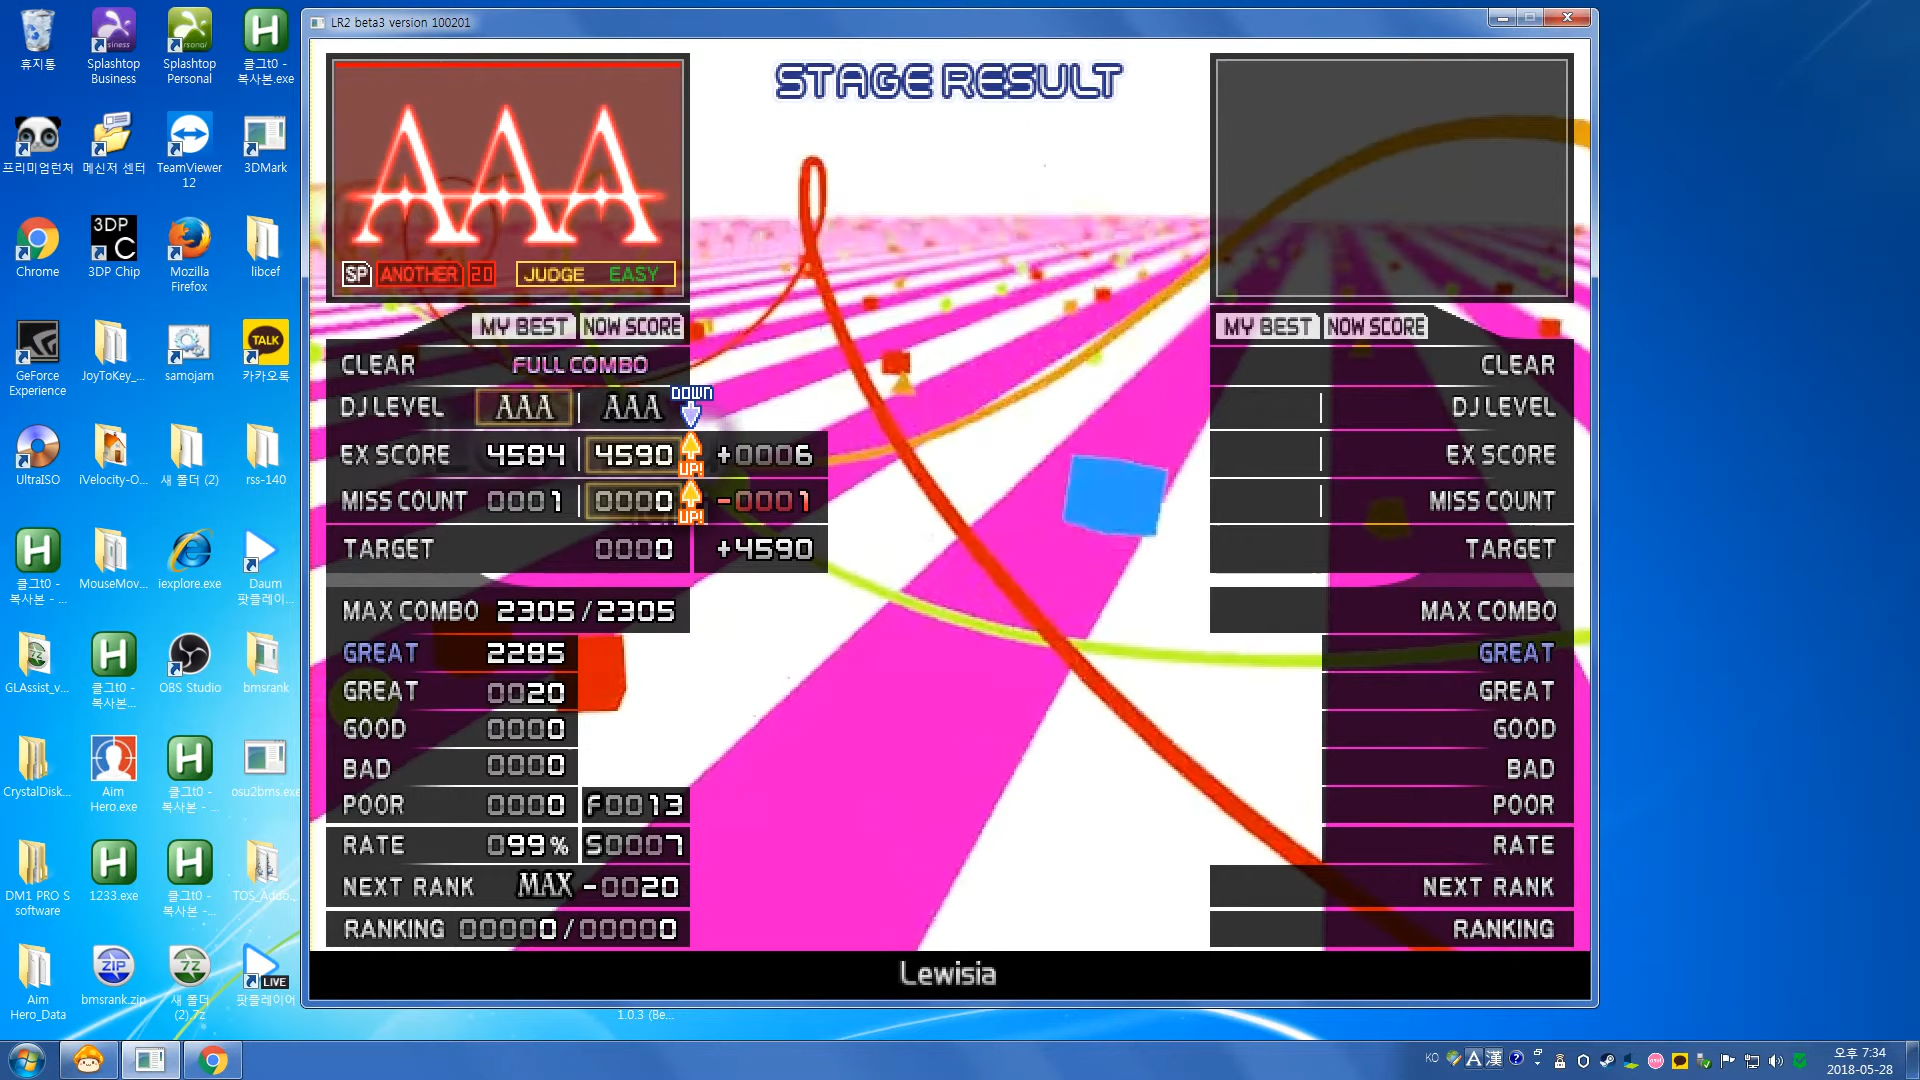 LR2 beta3 version 100201
휴지통
Splashtop Business
Splashtop Personal
클그t0 - 복사본.exe
프리미엄런처
메신저 센터
TeamViewer 12
3DMark
Chrome
3DP Chip
Mozilla Firefox
libcef
GeForce Experience
JoyToKey_...
samojam
카카오톡
UltraISO
iVelocity-O...
새 폴더 (2)
rss-140
클그t0 - 복사본 - ...
MouseMov...
iexplore.exe
Daum 팟플레이...
GLAssist_v...
클그t0 - 복사본...
OBS Studio
bmsrank
CrystalDisk...
Aim Hero.exe
클그t0 - 복사본 - ...
osu2bms.exe
DM1 PRO S software
1233.exe
클그t0 - 복사본 -...
Aim Hero_Data
bmsrank.zip
새 폴더 (2).7z
팟플레이어
1.0.3 (Be...
STAGE RESULT
AAA
SP ANOTHER 20 JUDGE EASY
MY BEST NOW SCORE
CLEAR FULL COMBO
DJ LEVEL AAA AAA DOWN
EX SCORE 4584 4590 UP! +0006
MISS COUNT 0001 0000 UP! -0001
TARGET 0000 +4590
MAX COMBO 2305/2305
GREAT 2285
GREAT 0020
GOOD 0000
BAD 0000
POOR 0000 F0013
RATE 099% S0007
NEXT RANK MAX -0020
RANKING 00000/00000
MY BEST NOW SCORE
CLEAR
DJ LEVEL
EX SCORE
MISS COUNT
TARGET
MAX COMBO
GREAT
GREAT
GOOD
BAD
POOR
RATE
NEXT RANK
RANKING
Lewisia
KO A 漢
오후 7:34
2018-05-28